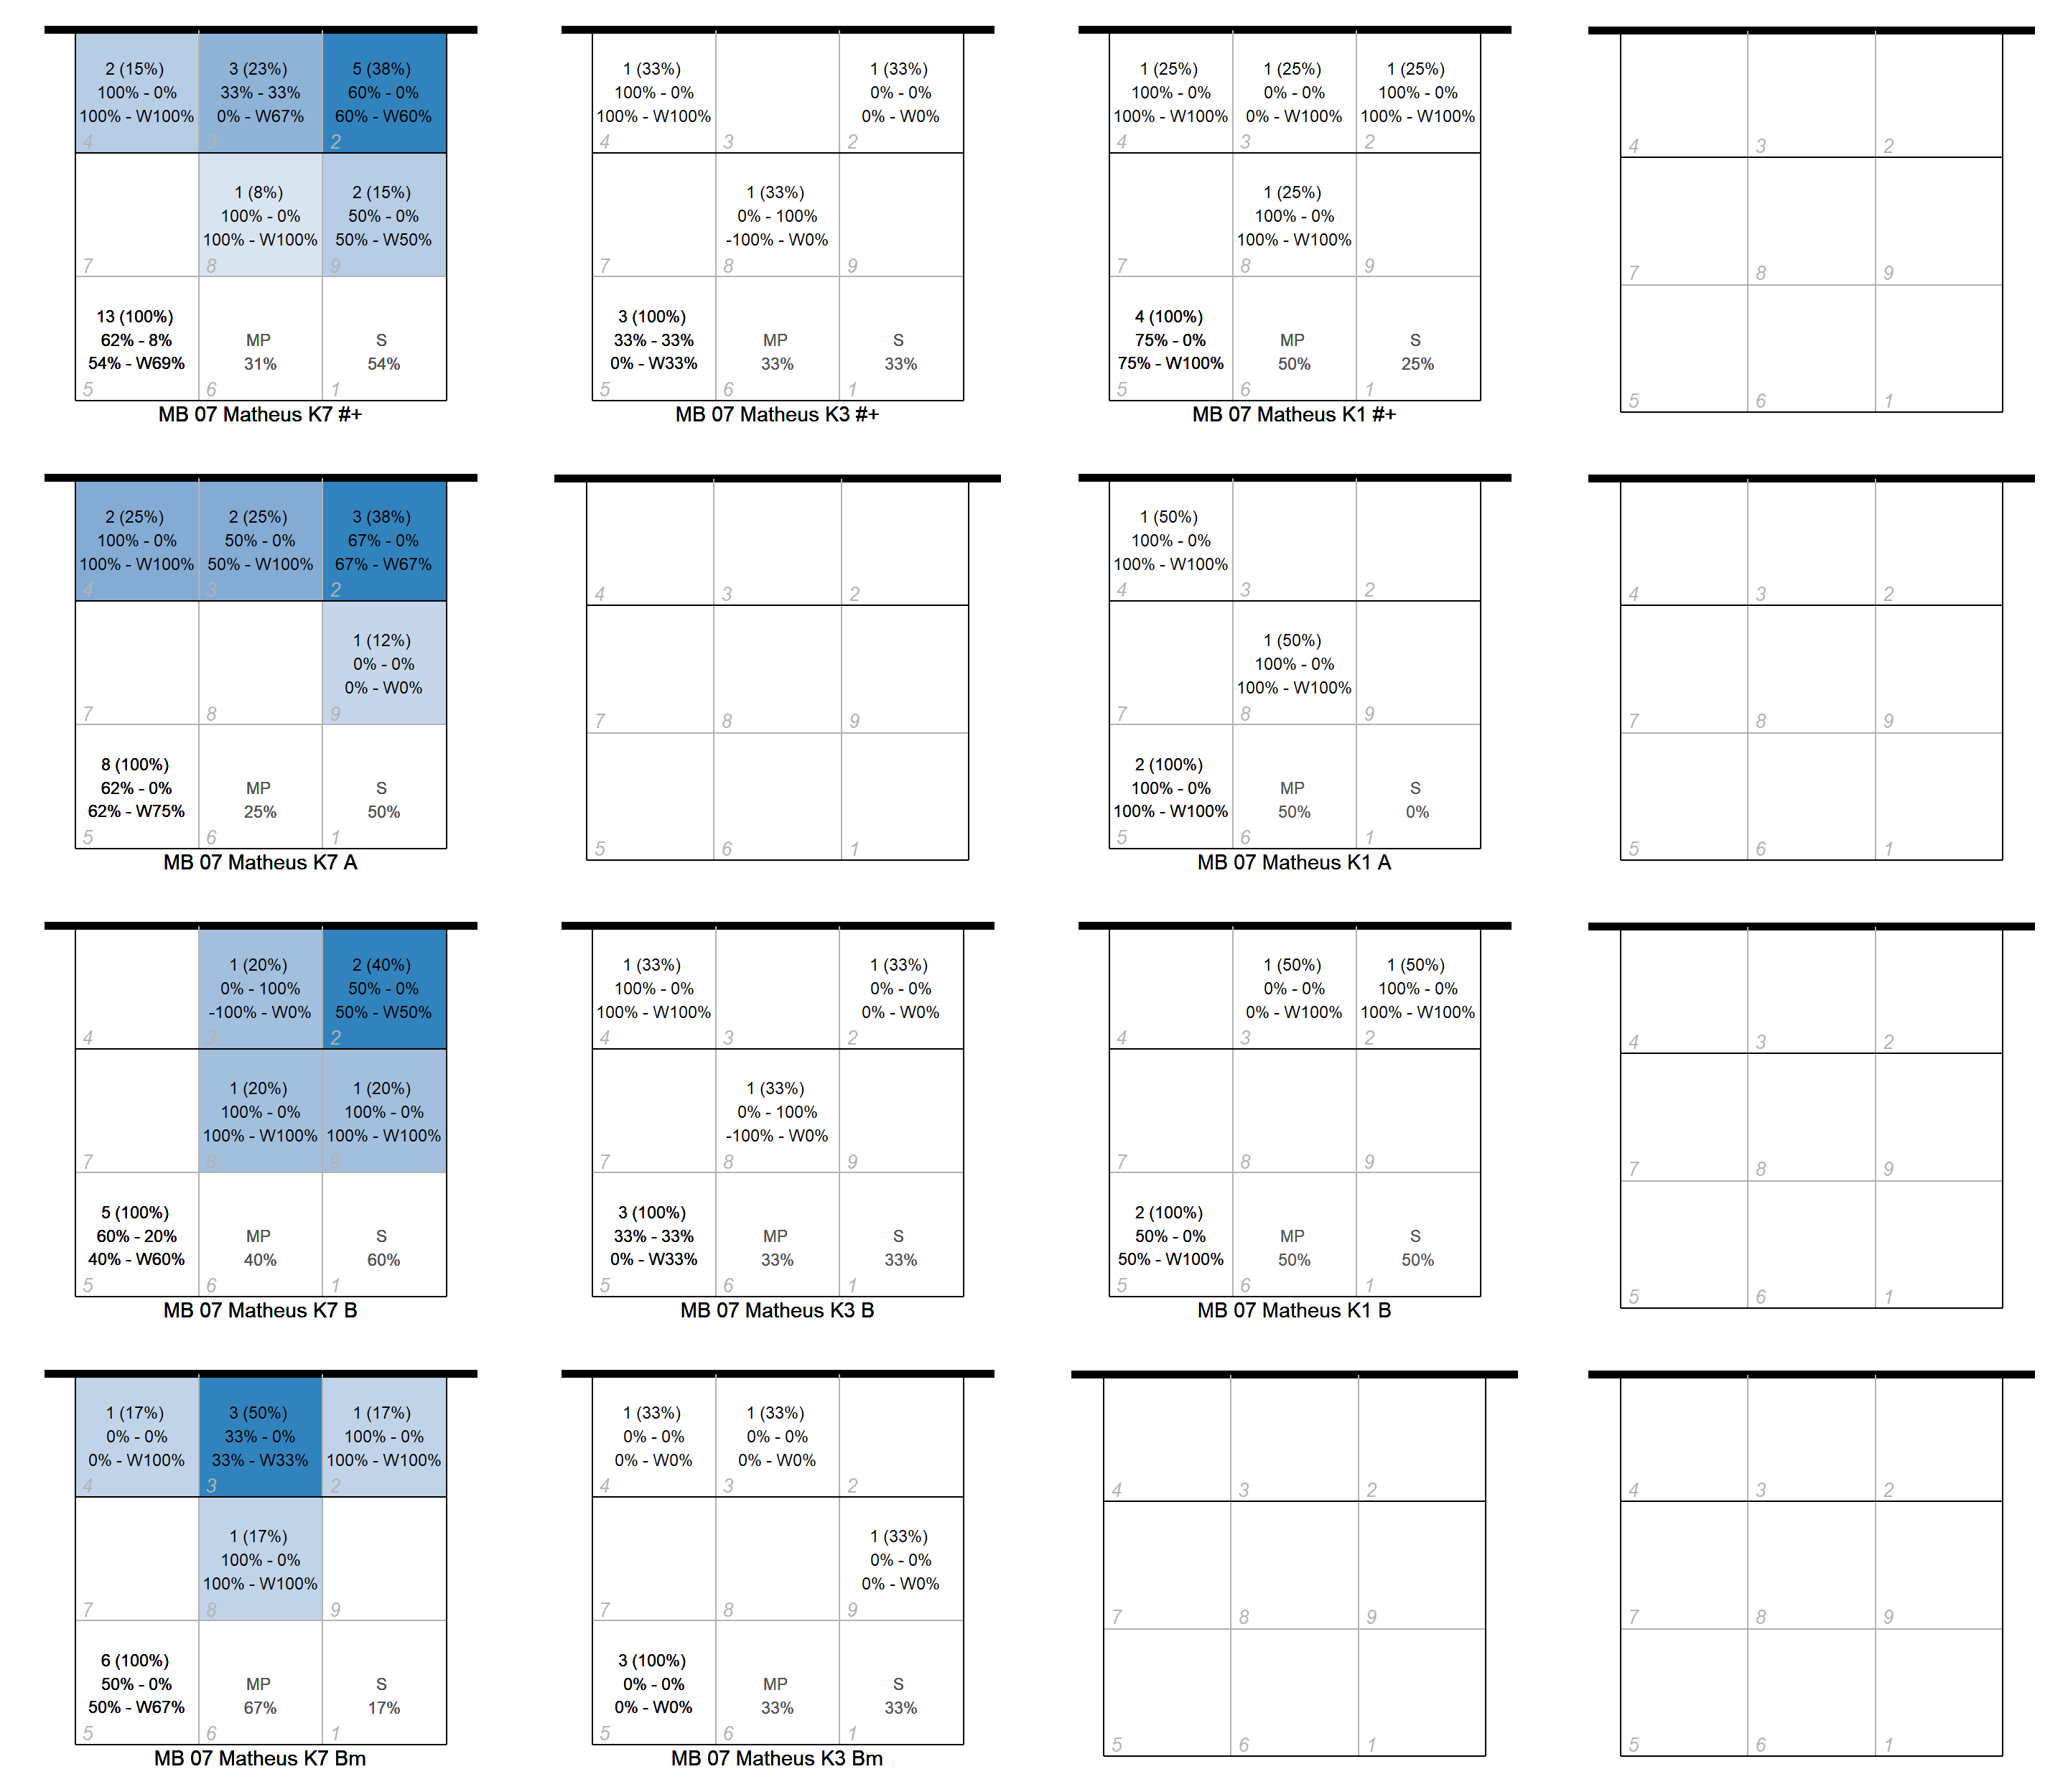 2 (15%)
100% - 0%
100% - W100%
4
3 (23%)
33% - 33%
0% - W67%
3
5 (38%)
60% - 0%
60% - W60%
2
7
1 (8%)
100% - 0%
100% - W100%
8
2 (15%)
50% - 0%
50% - W50%
9
13 (100%)
62% - 8%
54% - W69%
5
MP
31%
6
S
54%
1
MB 07 Matheus K7 #+
1 (33%)
100% - 0%
100% - W100%
4
3
1 (33%)
0% - 0%
0% - W0%
2
7
1 (33%)
0% - 100%
-100% - W0%
8
9
3 (100%)
33% - 33%
0% - W33%
5
MP
33%
6
S
33%
1
MB 07 Matheus K3 #+
1 (25%)
100% - 0%
100% - W100%
4
1 (25%)
0% - 0%
0% - W100%
3
1 (25%)
100% - 0%
100% - W100%
2
7
1 (25%)
100% - 0%
100% - W100%
8
9
4 (100%)
75% - 0%
75% - W100%
5
MP
50%
6
S
25%
1
MB 07 Matheus K1 #+
4
3
2
7
8
9
5
6
1
2 (25%)
100% - 0%
100% - W100%
4
2 (25%)
50% - 0%
50% - W100%
3
3 (38%)
67% - 0%
67% - W67%
2
7
8
1 (12%)
0% - 0%
0% - W0%
9
8 (100%)
62% - 0%
62% - W75%
5
MP
25%
6
S
50%
1
MB 07 Matheus K7 A
4
3
2
7
8
9
5
6
1
1 (50%)
100% - 0%
100% - W100%
4
3
2
7
1 (50%)
100% - 0%
100% - W100%
8
9
2 (100%)
100% - 0%
100% - W100%
5
MP
50%
6
S
0%
1
MB 07 Matheus K1 A
4
3
2
7
8
9
5
6
1
4
1 (20%)
0% - 100%
-100% - W0%
3
2 (40%)
50% - 0%
50% - W50%
2
7
1 (20%)
100% - 0%
100% - W100%
8
1 (20%)
100% - 0%
100% - W100%
9
5 (100%)
60% - 20%
40% - W60%
5
MP
40%
6
S
60%
1
MB 07 Matheus K7 B
1 (33%)
100% - 0%
100% - W100%
4
3
1 (33%)
0% - 0%
0% - W0%
2
7
1 (33%)
0% - 100%
-100% - W0%
8
9
3 (100%)
33% - 33%
0% - W33%
5
MP
33%
6
S
33%
1
MB 07 Matheus K3 B
4
1 (50%)
0% - 0%
0% - W100%
3
1 (50%)
100% - 0%
100% - W100%
2
7
8
9
2 (100%)
50% - 0%
50% - W100%
5
MP
50%
6
S
50%
1
MB 07 Matheus K1 B
4
3
2
7
8
9
5
6
1
1 (17%)
0% - 0%
0% - W100%
4
3 (50%)
33% - 0%
33% - W33%
3
1 (17%)
100% - 0%
100% - W100%
2
7
1 (17%)
100% - 0%
100% - W100%
8
9
6 (100%)
50% - 0%
50% - W67%
5
MP
67%
6
S
17%
1
MB 07 Matheus K7 Bm
1 (33%)
0% - 0%
0% - W0%
4
1 (33%)
0% - 0%
0% - W0%
3
2
7
8
1 (33%)
0% - 0%
0% - W0%
9
3 (100%)
0% - 0%
0% - W0%
5
MP
33%
6
S
33%
1
MB 07 Matheus K3 Bm
4
3
2
7
8
9
5
6
1
4
3
2
7
8
9
5
6
1